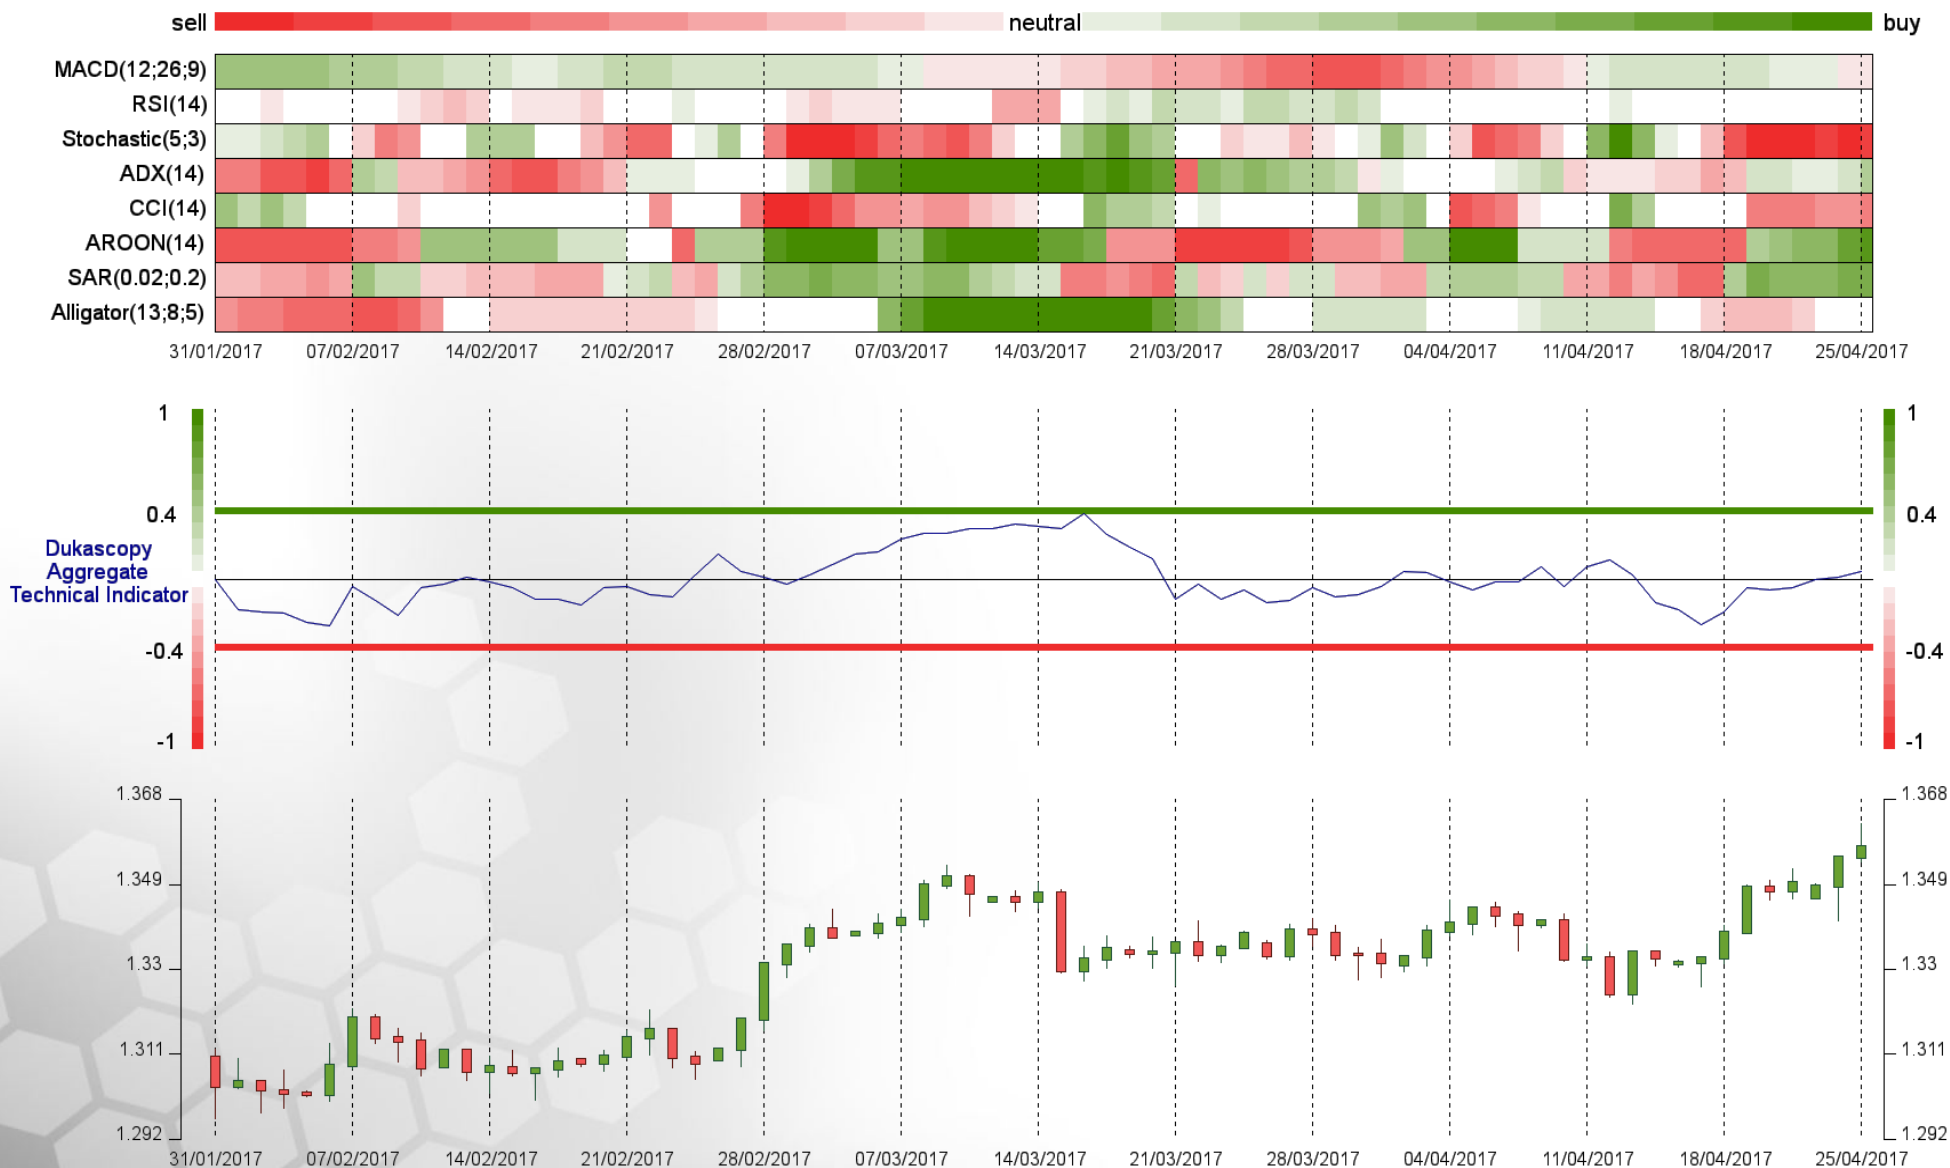 sell neutral buy
MACD(12;26;9)
RSI(14)
Stochastic(5;3)
ADX(14)
CCI(14)
AROON(14)
SAR(0.02;0.2)
Alligator(13;8;5)
31/01/2017 07/02/2017 14/02/2017 21/02/2017 28/02/2017 07/03/2017 14/03/2017 21/03/2017 28/03/2017 04/04/2017 11/04/2017 18/04/2017 25/04/2017
1 1
0.4 0.4
Dukascopy
Aggregate
Technical Indicator
-0.4 -0.4
-1 -1
1.368 1.368
1.349 1.349
1.33 1.33
1.311 1.311
1.292 1.292
31/01/2017 07/02/2017 14/02/2017 21/02/2017 28/02/2017 07/03/2017 14/03/2017 21/03/2017 28/03/2017 04/04/2017 11/04/2017 18/04/2017 25/04/2017